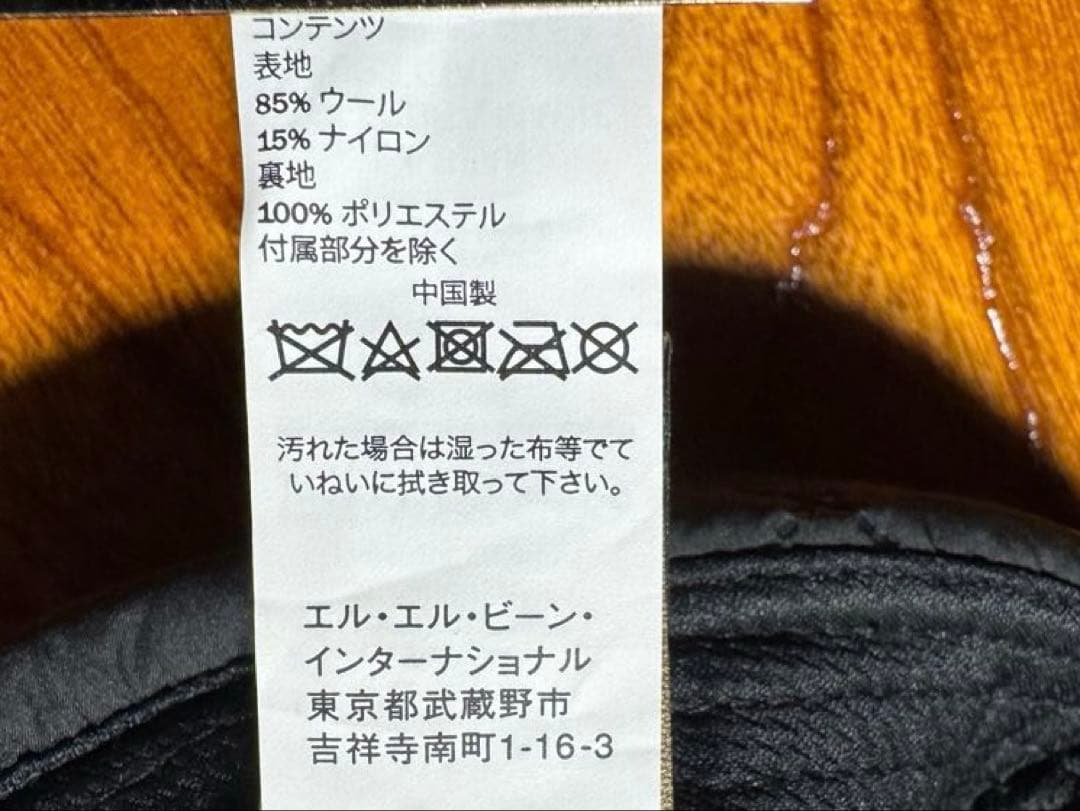 コンテンツ
表地
85% ウール
15% ナイロン
裏地
100% ポリエステル
付属部分を除く
中国製
汚れた場合は湿った布等でて
いねいに拭き取って下さい。
エル・エル・ビーン・
インターナショナル
東京都武蔵野市
吉祥寺南町1-16-3